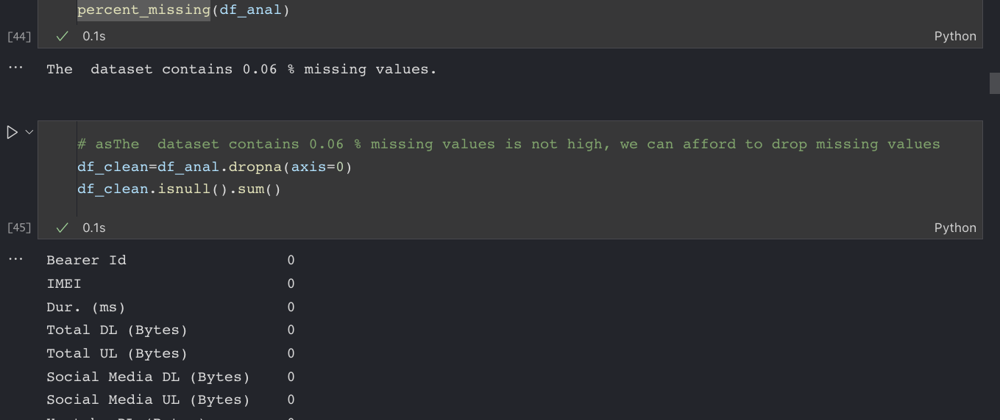 percent_missing(df_anal)
[44] 0.1s Python
... The  dataset contains 0.06 % missing values.
# asThe  dataset contains 0.06 % missing values is not high, we can afford to drop missing values
df_clean=df_anal.dropna(axis=0)
df_clean.isnull().sum()
[45] 0.1s Python
... Bearer Id 0
IMEI 0
Dur. (ms) 0
Total DL (Bytes) 0
Total UL (Bytes) 0
Social Media DL (Bytes) 0
Social Media UL (Bytes) 0